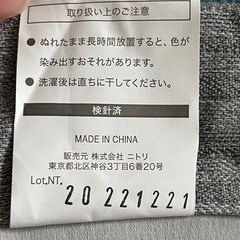 取り扱い上のご注意
● ぬれたまま長時間放置すると、色が
染み出すおそれがあります。
● 洗濯後は直ちに干してください。
検針済
MADE IN CHINA
販売元 株式会社 ニトリ
東京都北区神谷3丁目6番20号
Lot.NT.
20 221221